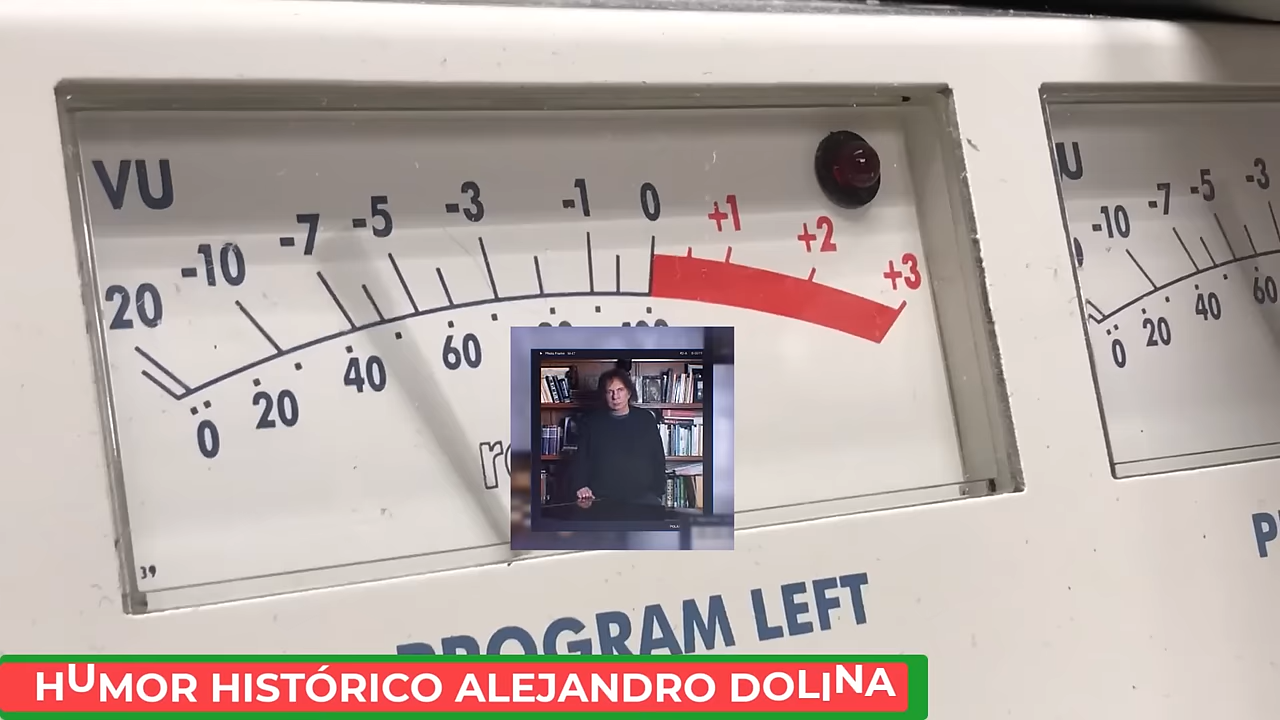 VU
20 -10 -7 -5 -3 -1 0 +1 +2 +3
0 20 40 60
39
PROGRAM LEFT
-10 -7 -5 -3
0 20 40 60
HUMOR HISTÓRICO ALEJANDRO DOLINA